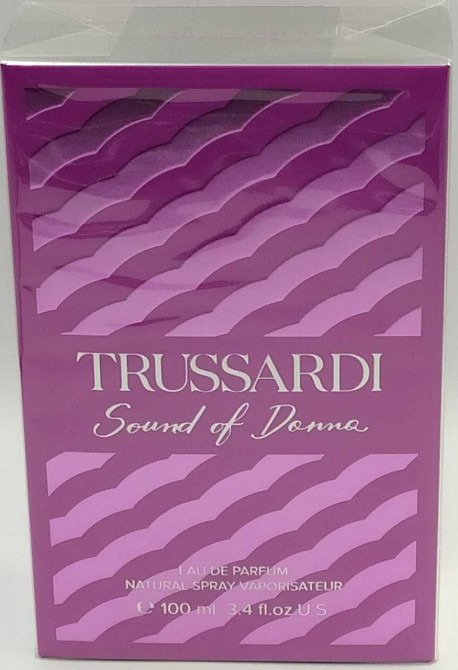 TRUSSARDI
Sound of Donna
EAU DE PARFUM
NATURAL SPRAY VAPORISATEUR
℮ 100 ml 3.4 fl.oz U S